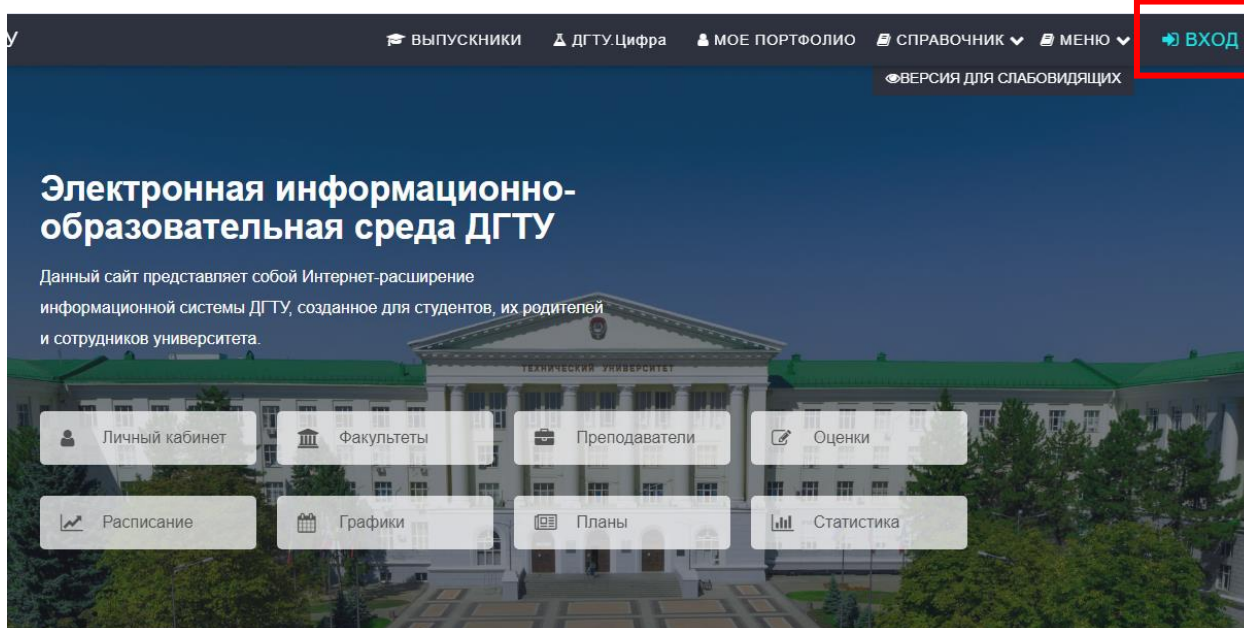 У
ВЫПУСКНИКИ
ДГТУ.Цифра
МОЕ ПОРТФОЛИО
СПРАВОЧНИК
МЕНЮ
ВХОД
ВЕРСИЯ ДЛЯ СЛАБОВИДЯЩИХ
Электронная информационно-
образовательная среда ДГТУ
Данный сайт представляет собой Интернет-расширение
информационной системы ДГТУ, созданное для студентов, их родителей
и сотрудников университета.
ТЕХНИЧЕСКИЙ УНИВЕРСИТЕТ
Личный кабинет
Факультеты
Преподаватели
Оценки
Расписание
Графики
Планы
Статистика